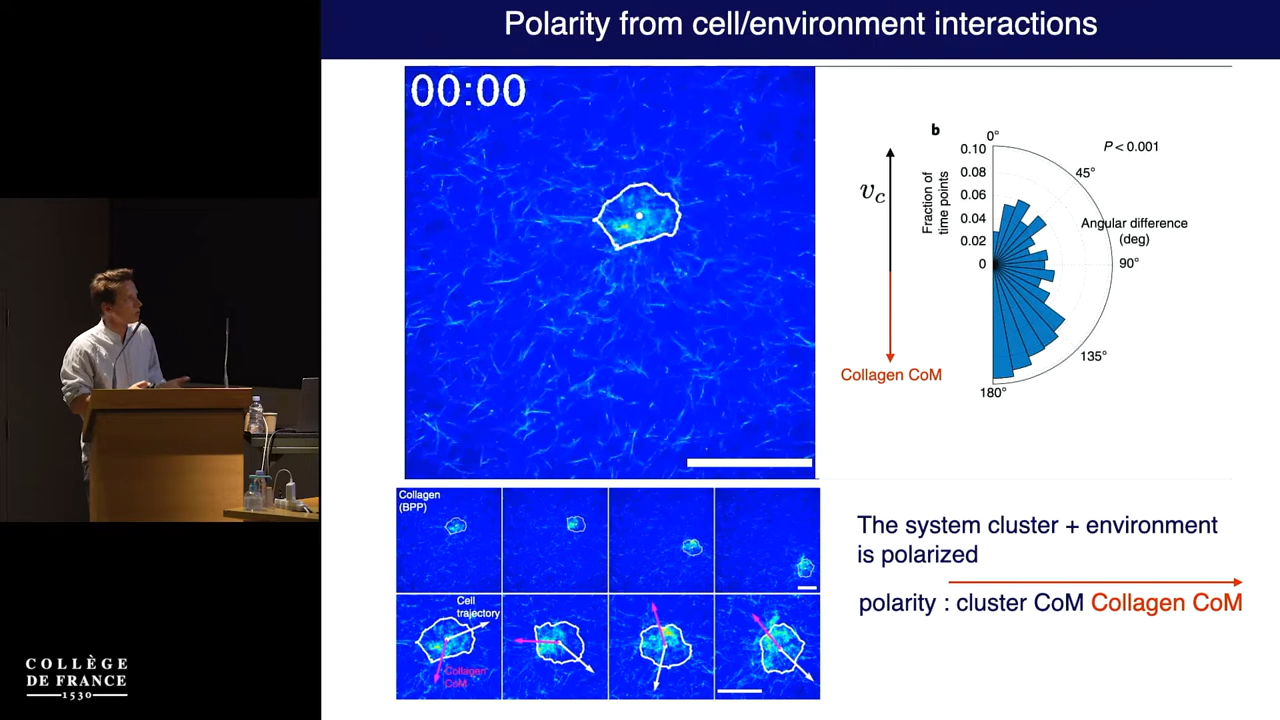 Polarity from cell/environment interactions
00:00
b
0°
P < 0.001
0.10
0.08
0.06
0.04
0.02
0
Fraction of
time points
45°
Angular difference
(deg)
90°
135°
180°
v_c
Collagen CoM
Collagen
(BPP)
Cell
trajectory
Collagen
CoM
The system cluster + environment
is polarized
polarity : cluster CoM Collagen CoM
COLLÈGE
DE FRANCE
1530